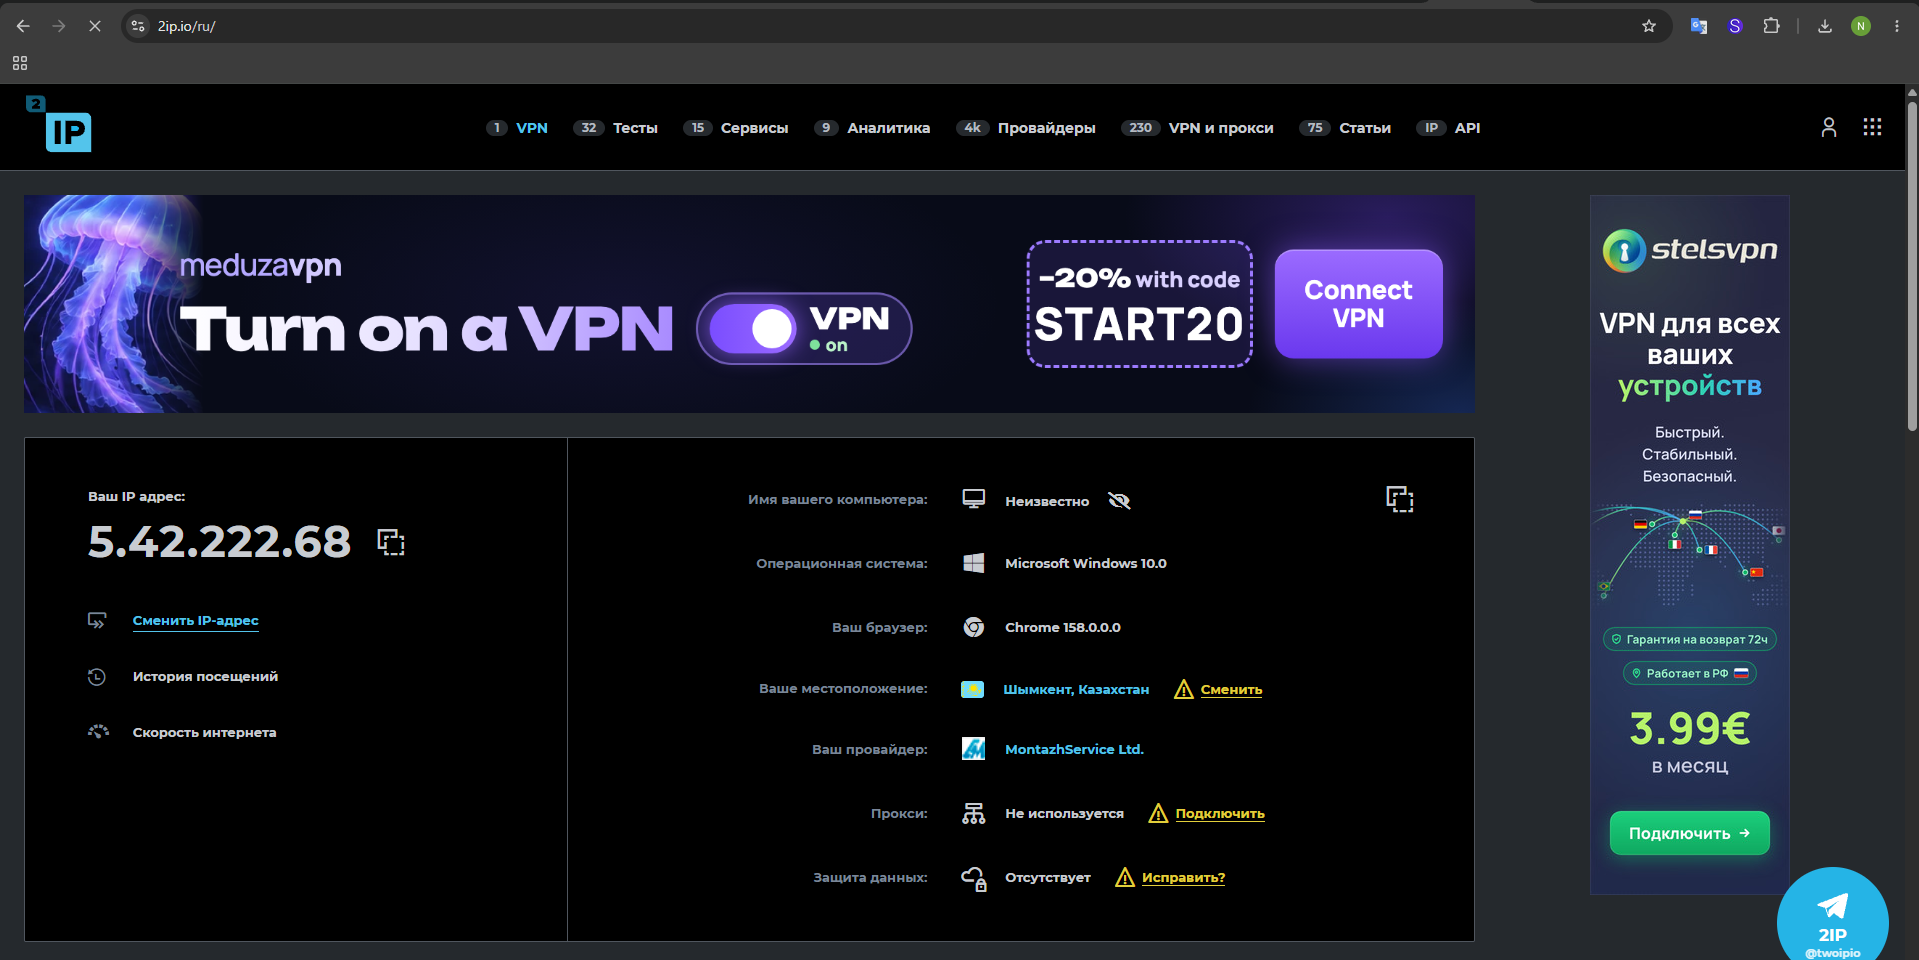 2ip.io/ru/
N
2
IP
1 VPN
32 Тесты
15 Сервисы
9 Аналитика
4k Провайдеры
230 VPN и прокси
75 Статьи
IP API
meduzavpn
Turn on a VPN
VPN
on
-20% with code
START20
Connect
VPN
stelsvpn
VPN для всех
ваших
устройств
Быстрый.
Стабильный.
Безопасный.
Гарантия на возврат 72ч
Работает в РФ
3.99€
в месяц
Подключить →
Ваш IP адрес:
5.42.222.68
Сменить IP-адрес
История посещений
Скорость интернета
Имя вашего компьютера: Неизвестно
Операционная система: Microsoft Windows 10.0
Ваш браузер: Chrome 158.0.0.0
Ваше местоположение: Шымкент, Казахстан Сменить
Ваш провайдер: MontazhService Ltd.
Прокси: Не используется Подключить
Защита данных: Отсутствует Исправить?
2IP
@twoipio